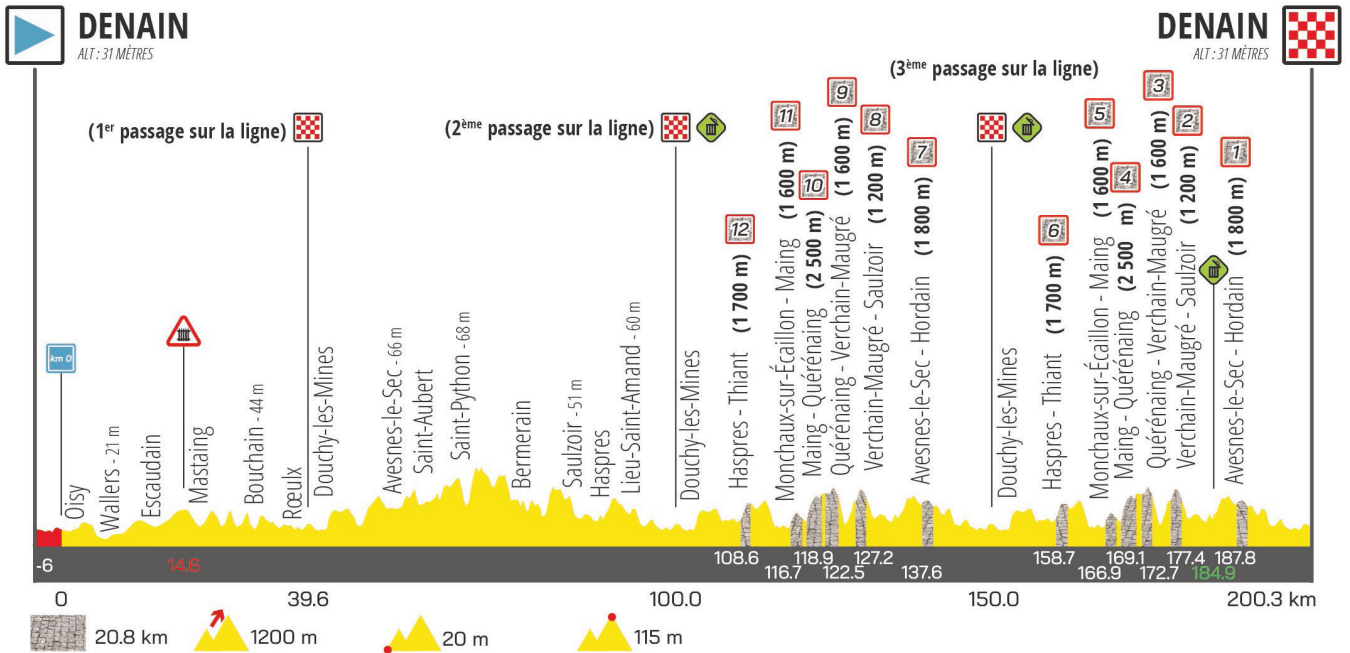 DENAIN
ALT : 31 MÈTRES
DENAIN
ALT : 31 MÈTRES
(1er passage sur la ligne)
(2ème passage sur la ligne)
(3ème passage sur la ligne)
km 0
Oisy
Wallers - 21 m
Escaudain
Mastaing
Bouchain - 44 m
Rœulx
Douchy-les-Mines
Avesnes-le-Sec - 66 m
Saint-Aubert
Saint-Python - 68 m
Bermerain
Saulzoir - 51 m
Haspres
Lieu-Saint-Amand - 60 m
Douchy-les-Mines
12
Haspres - Thiant (1 700 m)
11
Monchaux-sur-Écaillon - Maing (1 600 m)
10
Maing - Quérénaing (2 500 m)
9
Quérénaing - Verchain-Maugré (1 600 m)
8
Verchain-Maugré - Saulzoir (1 200 m)
7
Avesnes-le-Sec - Hordain (1 800 m)
Douchy-les-Mines
6
Haspres - Thiant (1 700 m)
5
Monchaux-sur-Écaillon - Maing (1 600 m)
4
Maing - Quérénaing (2 500 m)
3
Quérénaing - Verchain-Maugré (1 600 m)
2
Verchain-Maugré - Saulzoir (1 200 m)
1
Avesnes-le-Sec - Hordain (1 800 m)
-6
14.6
108.6
116.7
118.9
122.5
127.2
137.6
158.7
166.9
169.1
172.7
177.4
184.9
187.8
0
39.6
100.0
150.0
200.3 km
20.8 km
1200 m
20 m
115 m